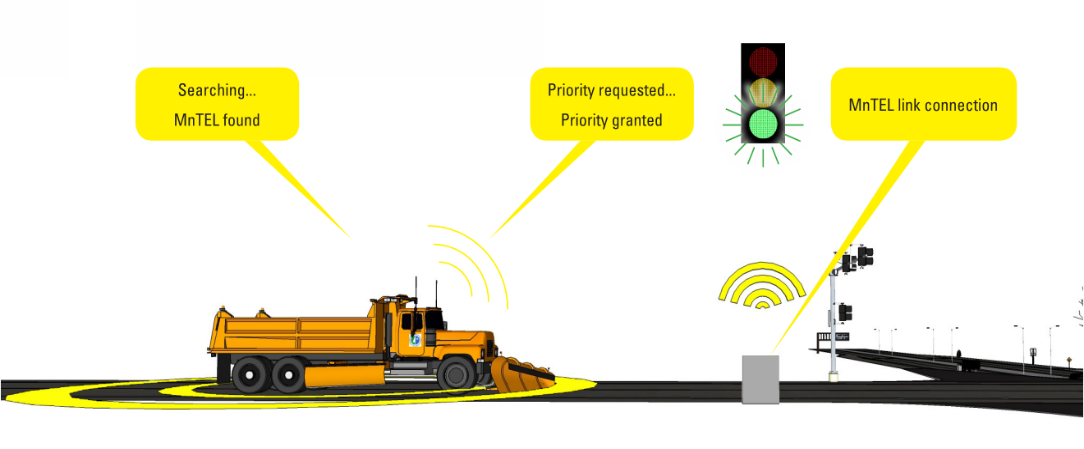 Searching...
MnTEL found
Priority requested...
Priority granted
MnTEL link connection